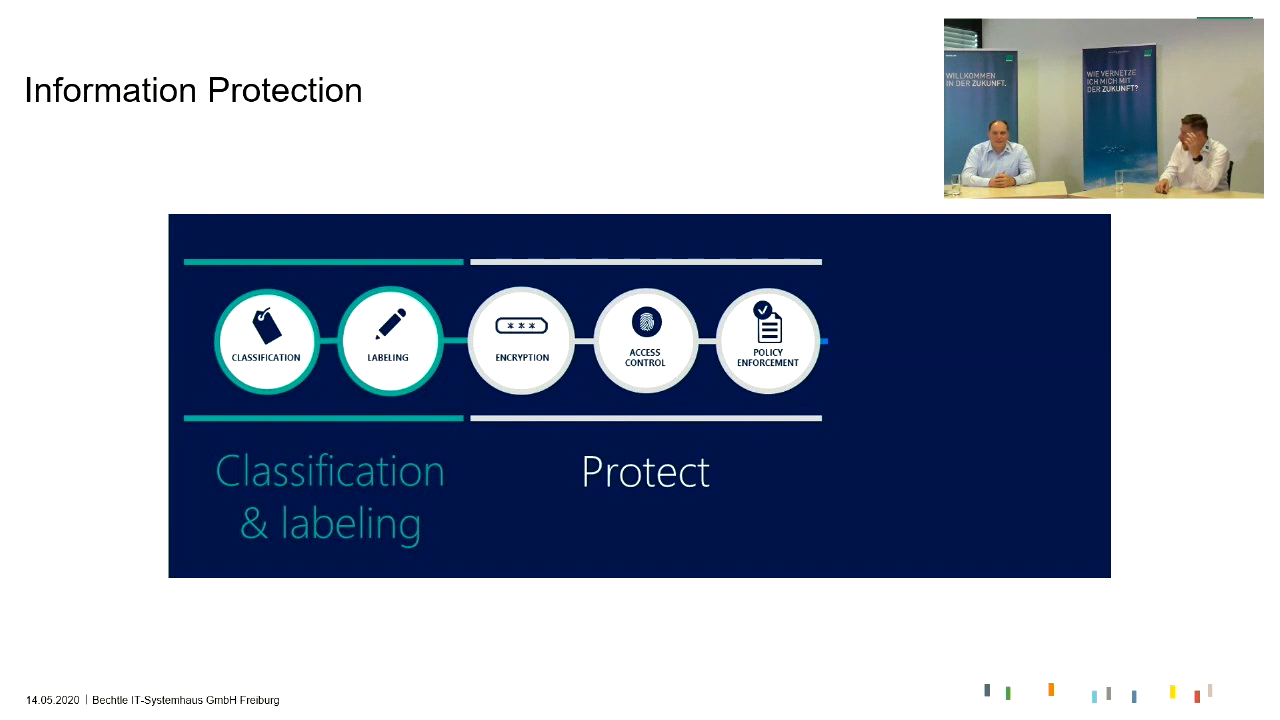 Information Protection
WILLKOMMEN
IN DER ZUKUNFT.
WIE VERNETZE
ICH MICH MIT
DER ZUKUNFT?
CLASSIFICATION
LABELING
***
ENCRYPTION
ACCESS
CONTROL
POLICY
ENFORCEMENT
Classification
& labeling
Protect
14.05.2020 | Bechtle IT-Systemhaus GmbH Freiburg